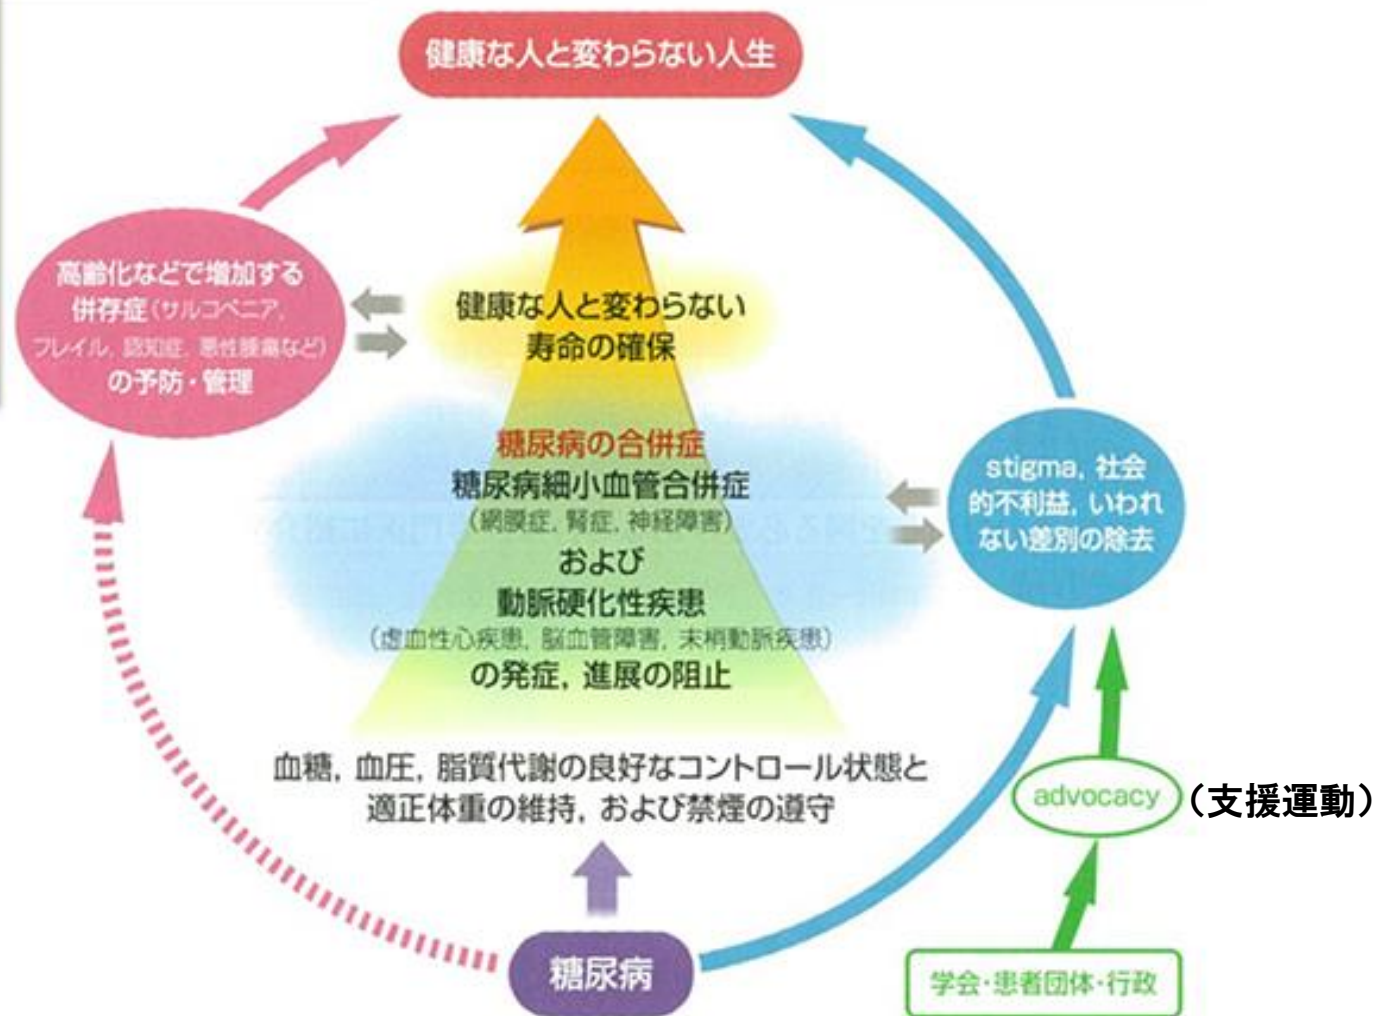 健康な人と変わらない人生
高齢化などで増加する
併存症(サルコペニア,
フレイル, 認知症, 悪性腫瘍など)
の予防・管理
健康な人と変わらない
寿命の確保
糖尿病の合併症
糖尿病細小血管合併症
(網膜症, 腎症, 神経障害)
および
動脈硬化性疾患
(虚血性心疾患, 脳血管障害, 末梢動脈疾患)
の発症, 進展の阻止
stigma, 社会
的不利益, いわれ
ない差別の除去
血糖, 血圧, 脂質代謝の良好なコントロール状態と
適正体重の維持, および禁煙の遵守
advocacy (支援運動)
糖尿病
学会・患者団体・行政